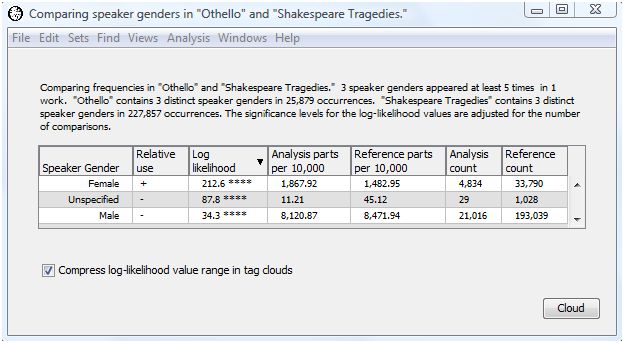 Comparing speaker genders in "Othello" and "Shakespeare Tragedies."
File Edit Sets Find Views Analysis Windows Help
Comparing frequencies in "Othello" and "Shakespeare Tragedies."  3 speaker genders appeared at least 5 times  in 1
work.  "Othello" contains 3 distinct speaker genders in 25,879 occurrences.  "Shakespeare Tragedies" contains 3 distinct
speaker genders in 227,857 occurrences. The significance levels for the log-likelihood values are adjusted for the number
of comparisons.
Relative Log Analysis parts Reference parts Analysis Reference
Speaker Gender use likelihood per 10,000 per 10,000 count count
Female + 212.6 **** 1,867.92 1,482.95 4,834 33,790
Unspecified - 87.8 **** 11.21 45.12 29 1,028
Male - 34.3 **** 8,120.87 8,471.94 21,016 193,039
Compress log-likelihood value range in tag clouds
Cloud